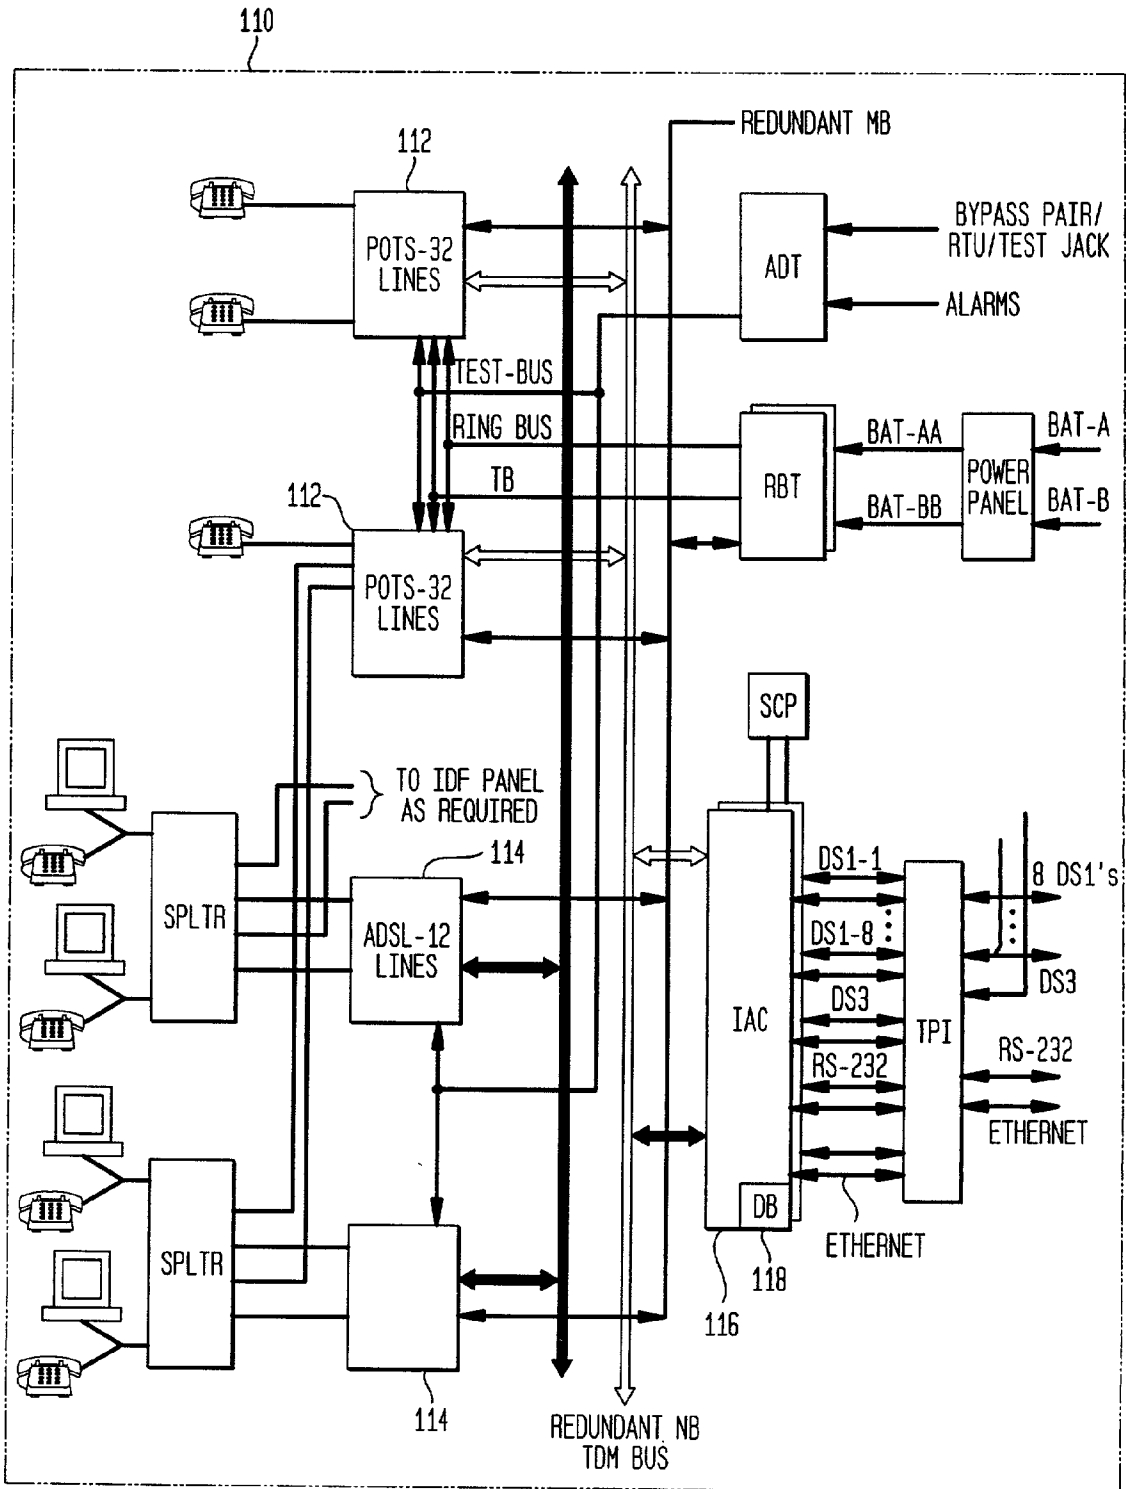 110
REDUNDANT MB
112
POTS-32
LINES
ADT
BYPASS PAIR/
RTU/TEST JACK
ALARMS
TEST-BUS
RING BUS
TB
RBT
BAT-AA
BAT-BB
POWER
PANEL
BAT-A
BAT-B
112
POTS-32
LINES
SCP
TO IDF PANEL
AS REQUIRED
SPLTR
114
ADSL-12
LINES
IAC
DS1-1
DS1-8
DS3
RS-232
TPI
8 DS1's
DS3
RS-232
ETHERNET
DB
ETHERNET
118
116
SPLTR
114
REDUNDANT NB
TDM BUS